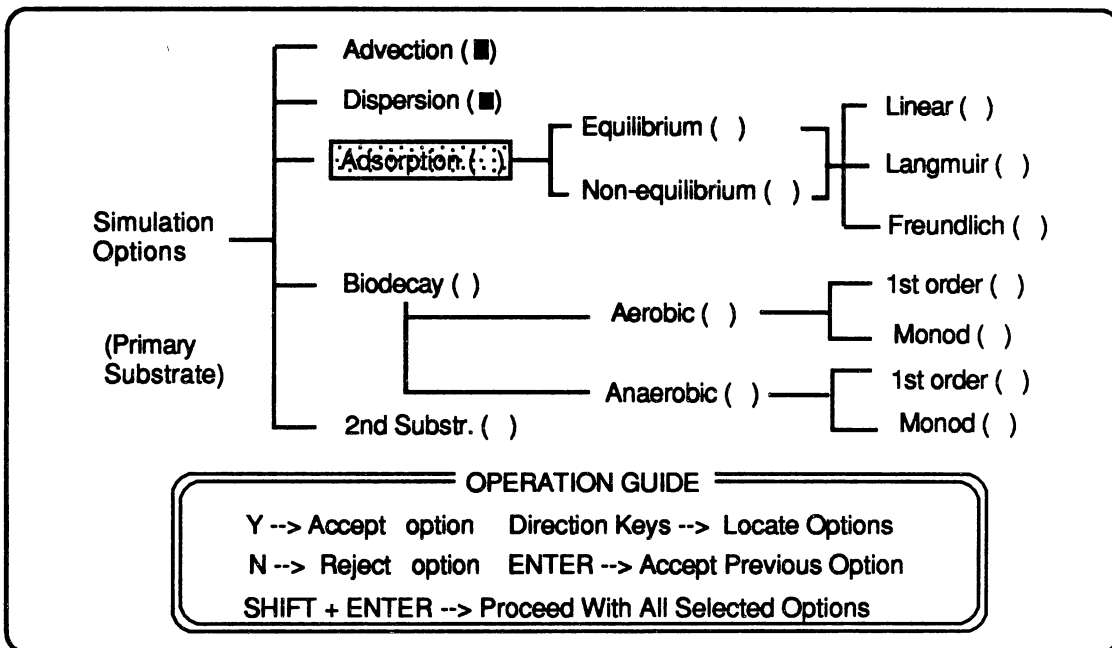 Advection (■)
Dispersion (■)
Adsorption ( )
Equilibrium ( )
Non-equilibrium ( )
Linear ( )
Langmuir ( )
Freundlich ( )
Simulation
Options
(Primary
Substrate)
Biodecay ( )
Aerobic ( )
1st order ( )
Monod ( )
Anaerobic ( )
1st order ( )
Monod ( )
2nd Substr. ( )
OPERATION GUIDE
Y --> Accept option Direction Keys --> Locate Options
N --> Reject option ENTER --> Accept Previous Option
SHIFT + ENTER --> Proceed With All Selected Options